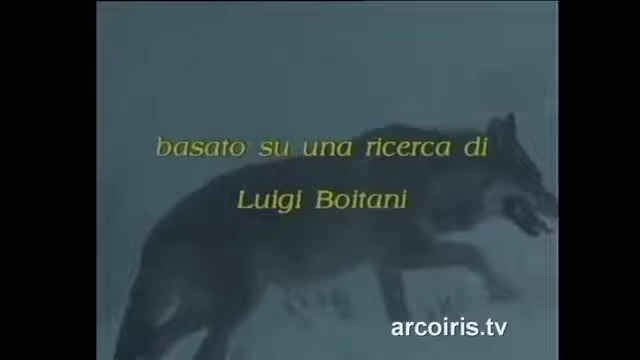 basato su una ricerca di
Luigi Boitani
arcoiris.tv